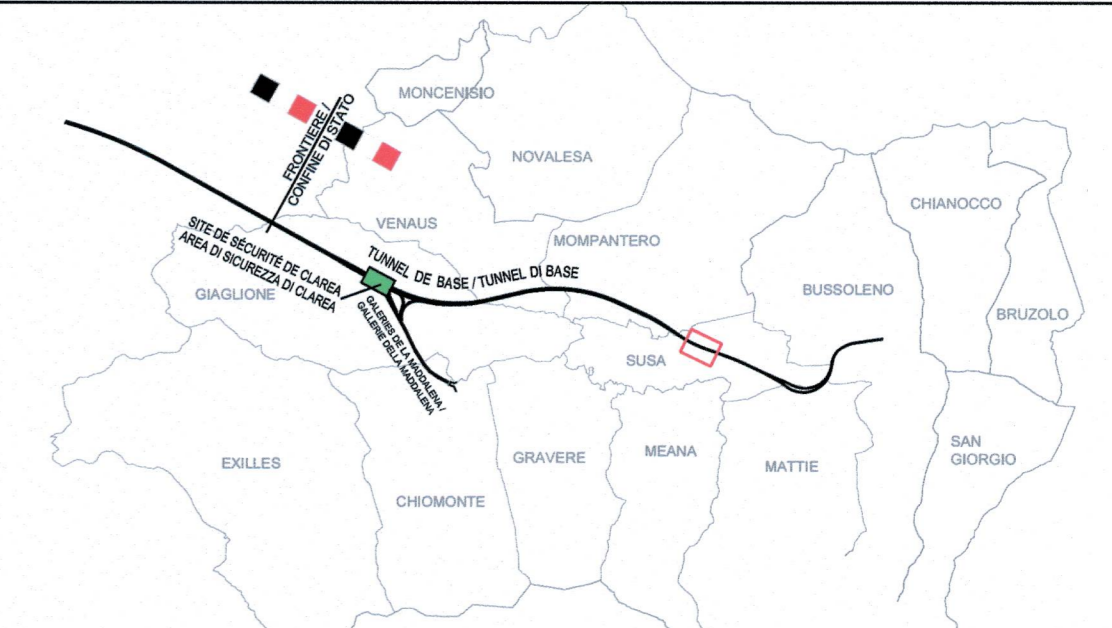 MONCENISIO
FRONTIERE /
CONFINE DI STATO
NOVALESA
CHIANOCCO
VENAUS
MOMPANTERO
SITE DE SÉCURITÉ DE CLAREA
AREA DI SICUREZZA DI CLAREA
TUNNEL DE BASE / TUNNEL DI BASE
GIAGLIONE
BUSSOLENO
BRUZOLO
GALERIES DE LA MADDALENA /
GALLERIE DELLA MADDALENA
SUSA
EXILLES
GRAVERE
MEANA
MATTIE
SAN
GIORGIO
CHIOMONTE